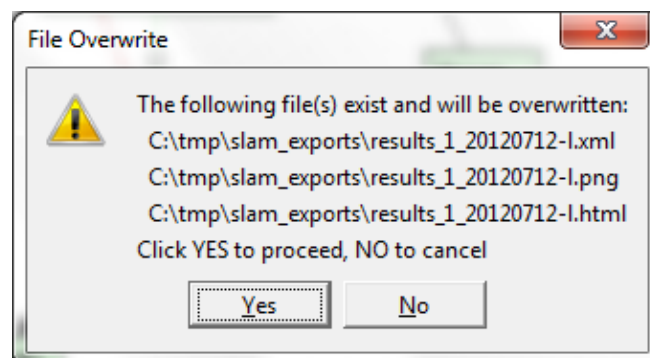 File Overwrite
The following file(s) exist and will be overwritten:
C:\tmp\slam_exports\results_1_20120712-I.xml
C:\tmp\slam_exports\results_1_20120712-I.png
C:\tmp\slam_exports\results_1_20120712-I.html
Click YES to proceed, NO to cancel
Yes
No